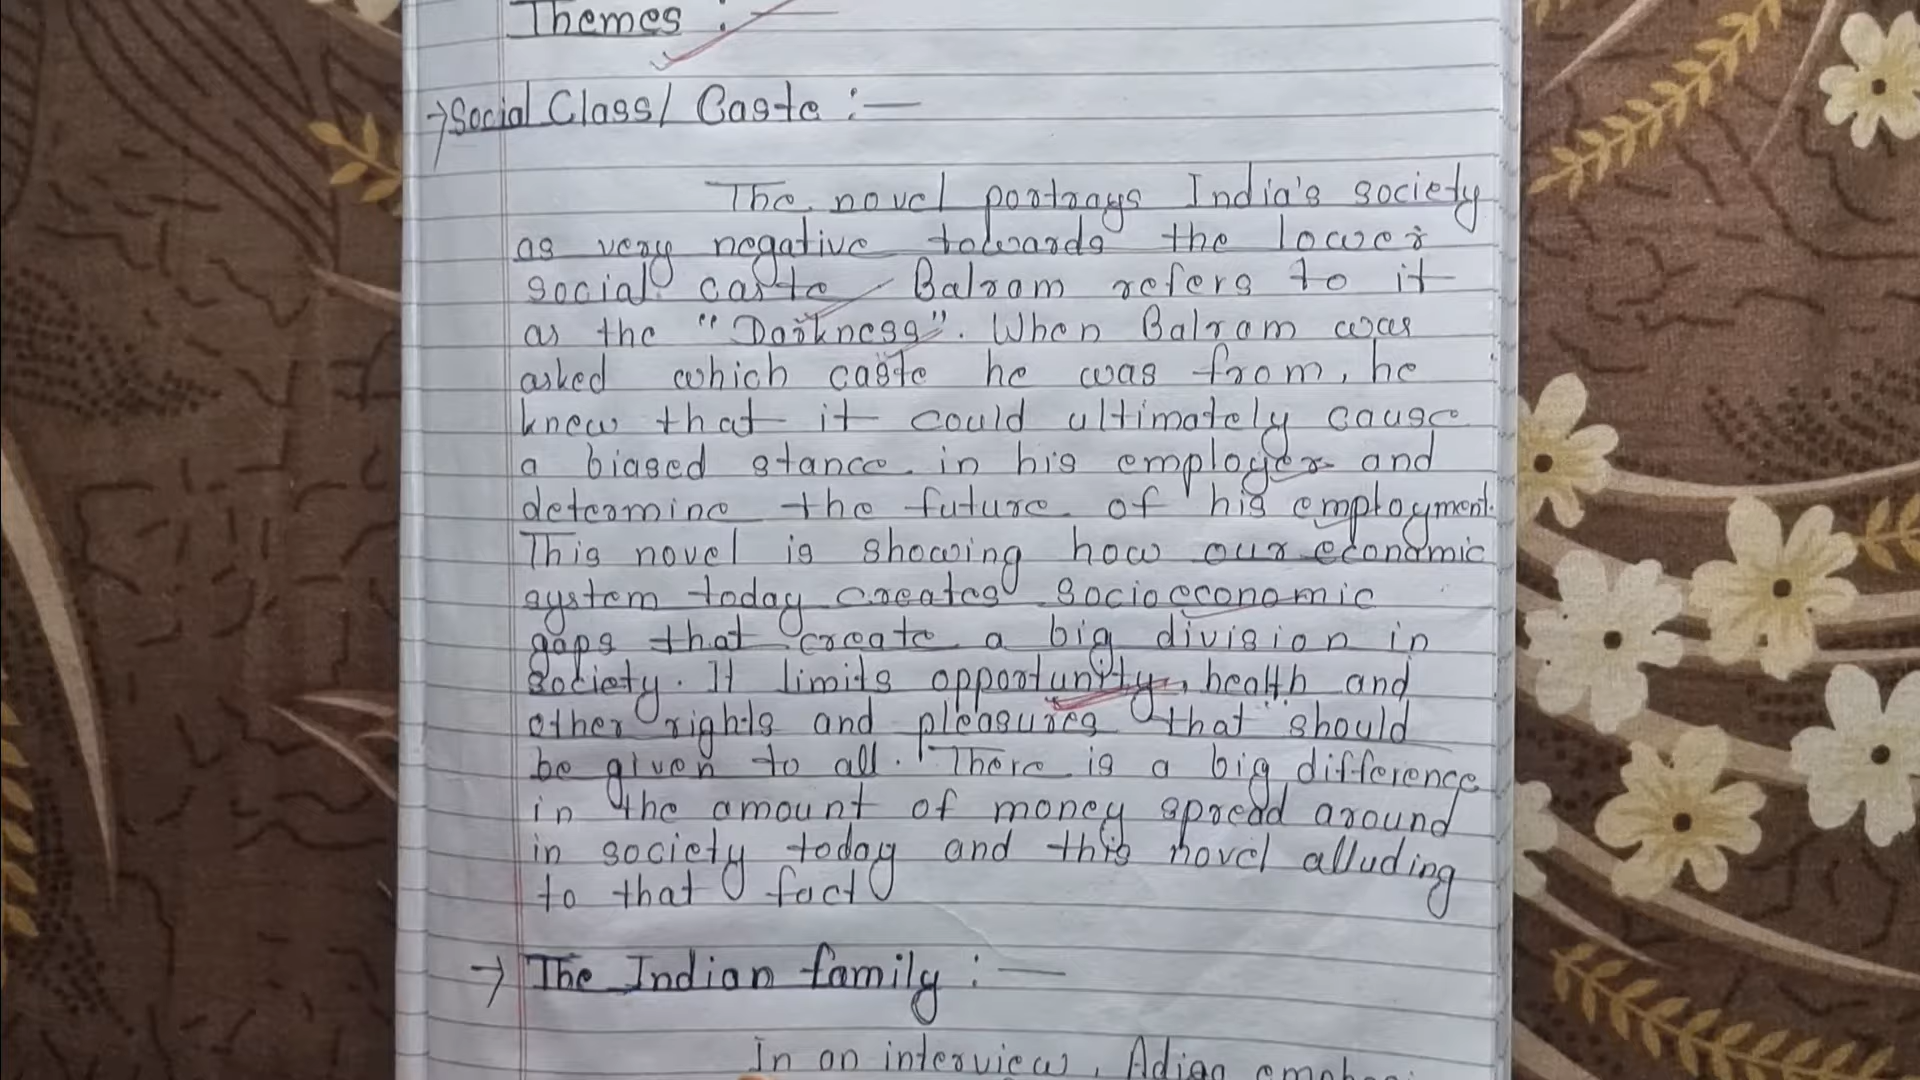 Themes :—
→ Social Class/ Caste :—
The novel portrays India's society
as very negative towards the lower
social caste Balram refers to it
as the "Darkness". When Balram was
asked which caste he was from, he
knew that it could ultimately cause
a biased stance in his employer and
determine the future of his employment.
This novel is showing how our economic
system today creates socioeconomic
gaps that create a big division in
society. It limits opportunity, health and
other rights and pleasures that should
be given to all. There is a big difference
in the amount of money spread around
in society today and this novel alluding
to that fact
→ The Indian family :—
In an interview, Adiga